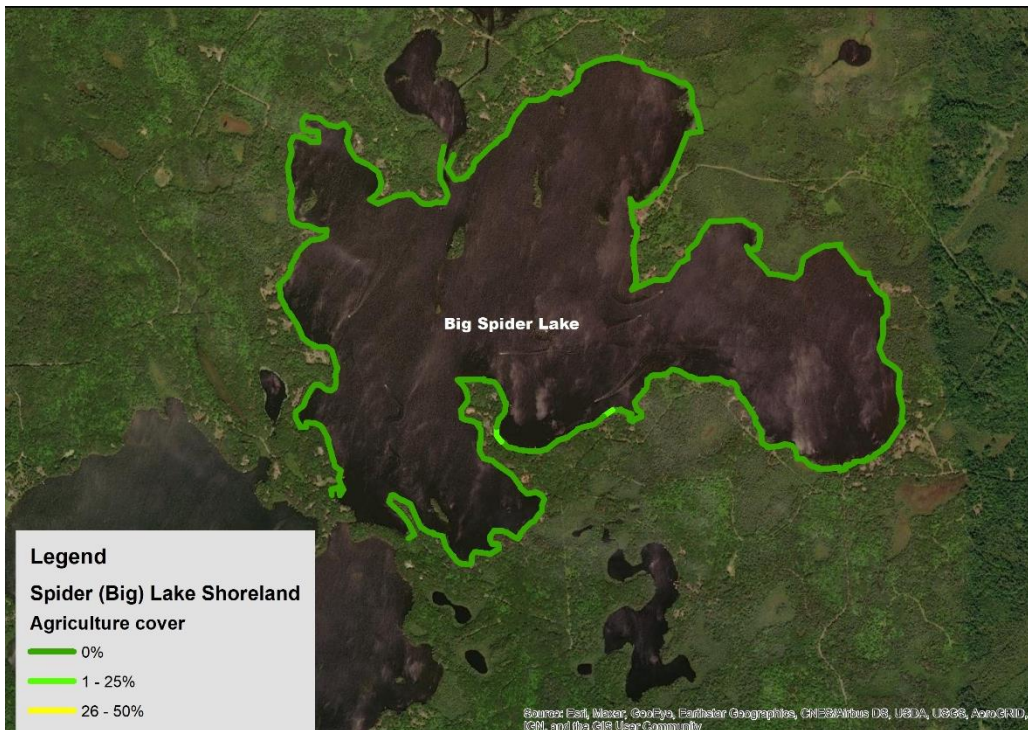 Big Spider Lake
Legend
Spider (Big) Lake Shoreland
Agriculture cover
0%
1 - 25%
26 - 50%
Source: Esri, Maxar, GeoEye, Earthstar Geographics, CNES/Airbus DS, USDA, USGS, AeroGRID,
IGN, and the GIS User Community